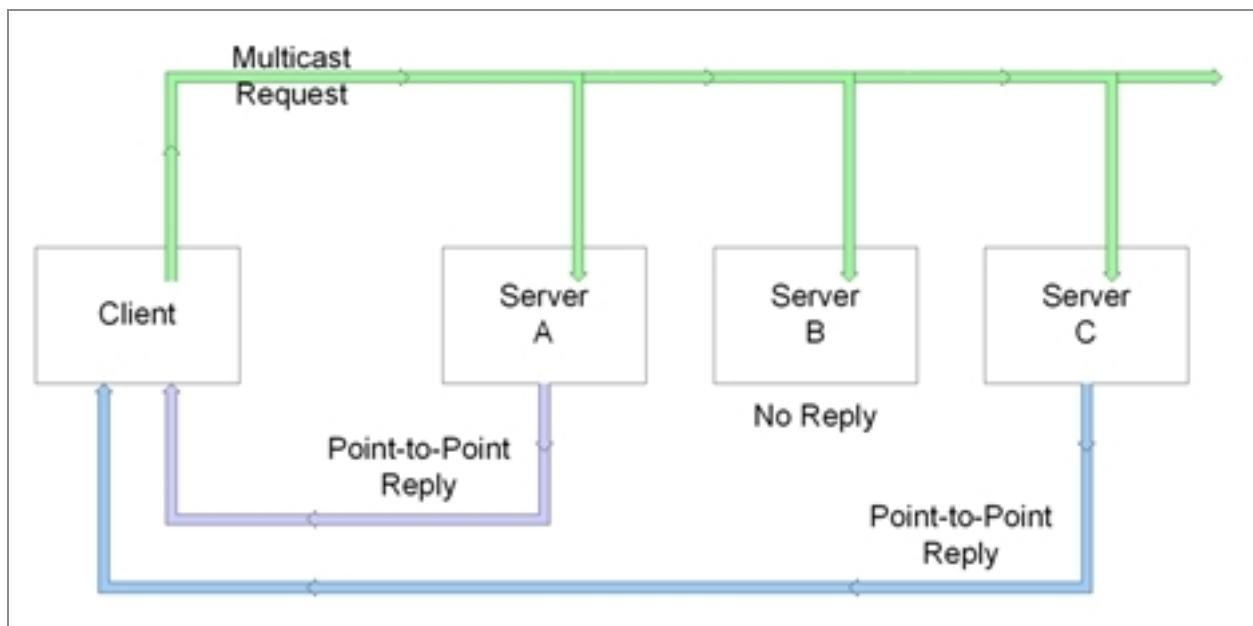 Multicast
Request
Client
Server
A
Server
B
Server
C
No Reply
Point-to-Point
Reply
Point-to-Point
Reply